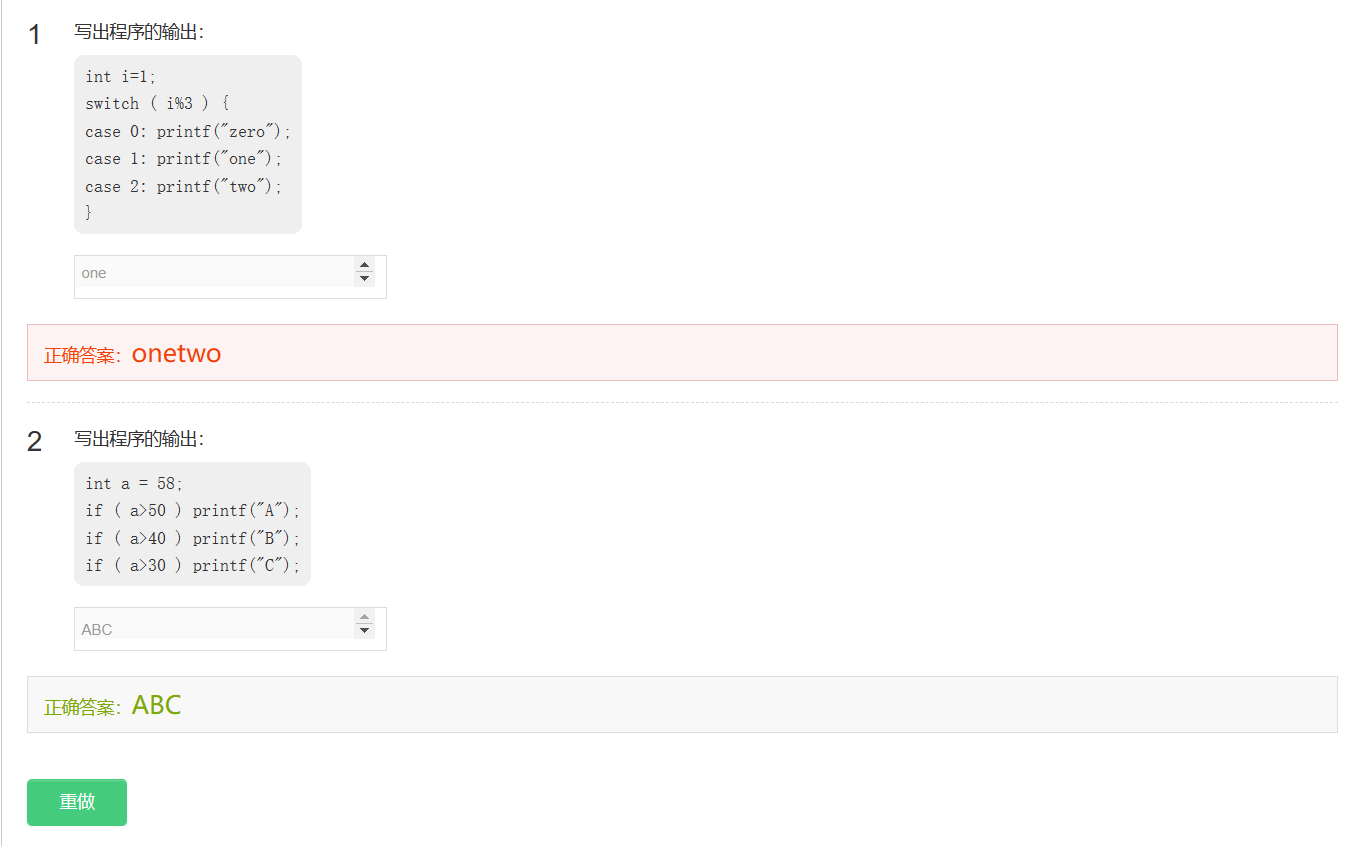 1 写出程序的输出：
int i=1;
switch ( i%3 ) {
case 0: printf("zero");
case 1: printf("one");
case 2: printf("two");
}
one
正确答案：onetwo
2 写出程序的输出：
int a = 58;
if ( a>50 ) printf("A");
if ( a>40 ) printf("B");
if ( a>30 ) printf("C");
ABC
正确答案：ABC
重做